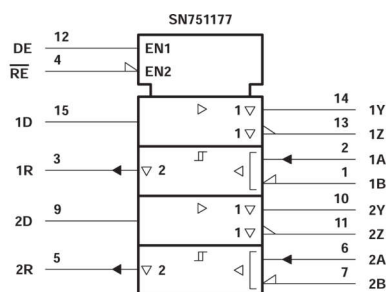 SN751177
DE 12 EN1
RE 4 EN2
1D 15 1 14 1Y
1 13 1Z
1R 3 2 2 1A
1 1B
2D 9 1 10 2Y
1 11 2Z
2R 5 2 6 2A
7 2B